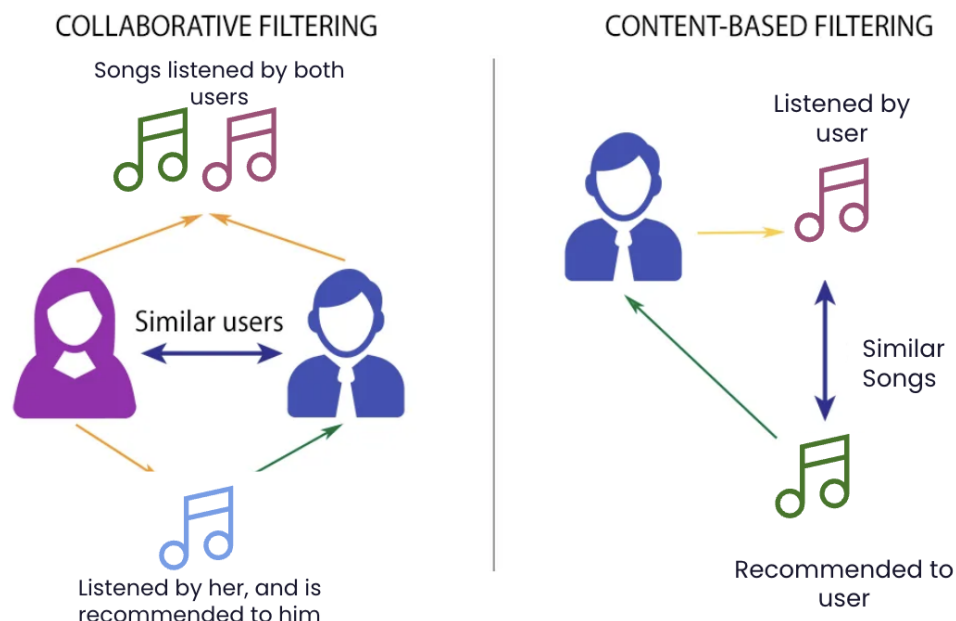 COLLABORATIVE FILTERING
Songs listened by both
users
Similar users
Listened by her, and is
recommended to him
CONTENT-BASED FILTERING
Listened by
user
Similar
Songs
Recommended to
user